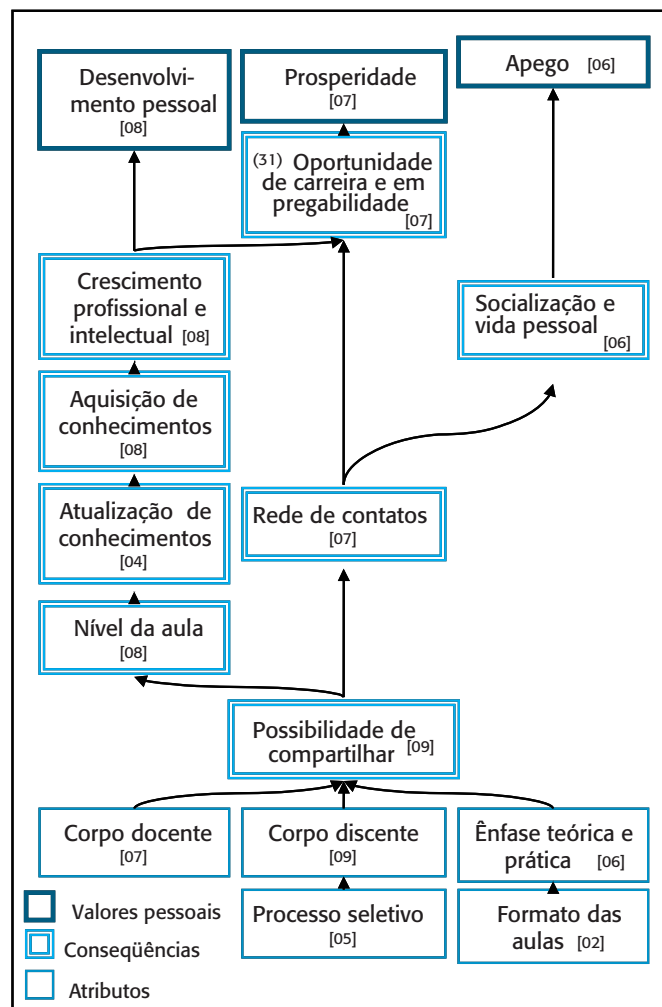 Desenvolvi-
mento pessoal
[08]
Prosperidade
[07]
Apego [06]
(31) Oportunidade
de carreira e em
pregabilidade
[07]
Crescimento
profissional e
intelectual [08]
Socialização e
vida pessoal
[06]
Aquisição de
conhecimentos
[08]
Atualização de
conhecimentos
[04]
Rede de contatos
[07]
Nível da aula
[08]
Possibilidade de
compartilhar [09]
Corpo docente
[07]
Corpo discente
[09]
Ênfase teórica e
prática [06]
Processo seletivo
[05]
Formato das
aulas [02]
Valores pessoais
Conseqüências
Atributos